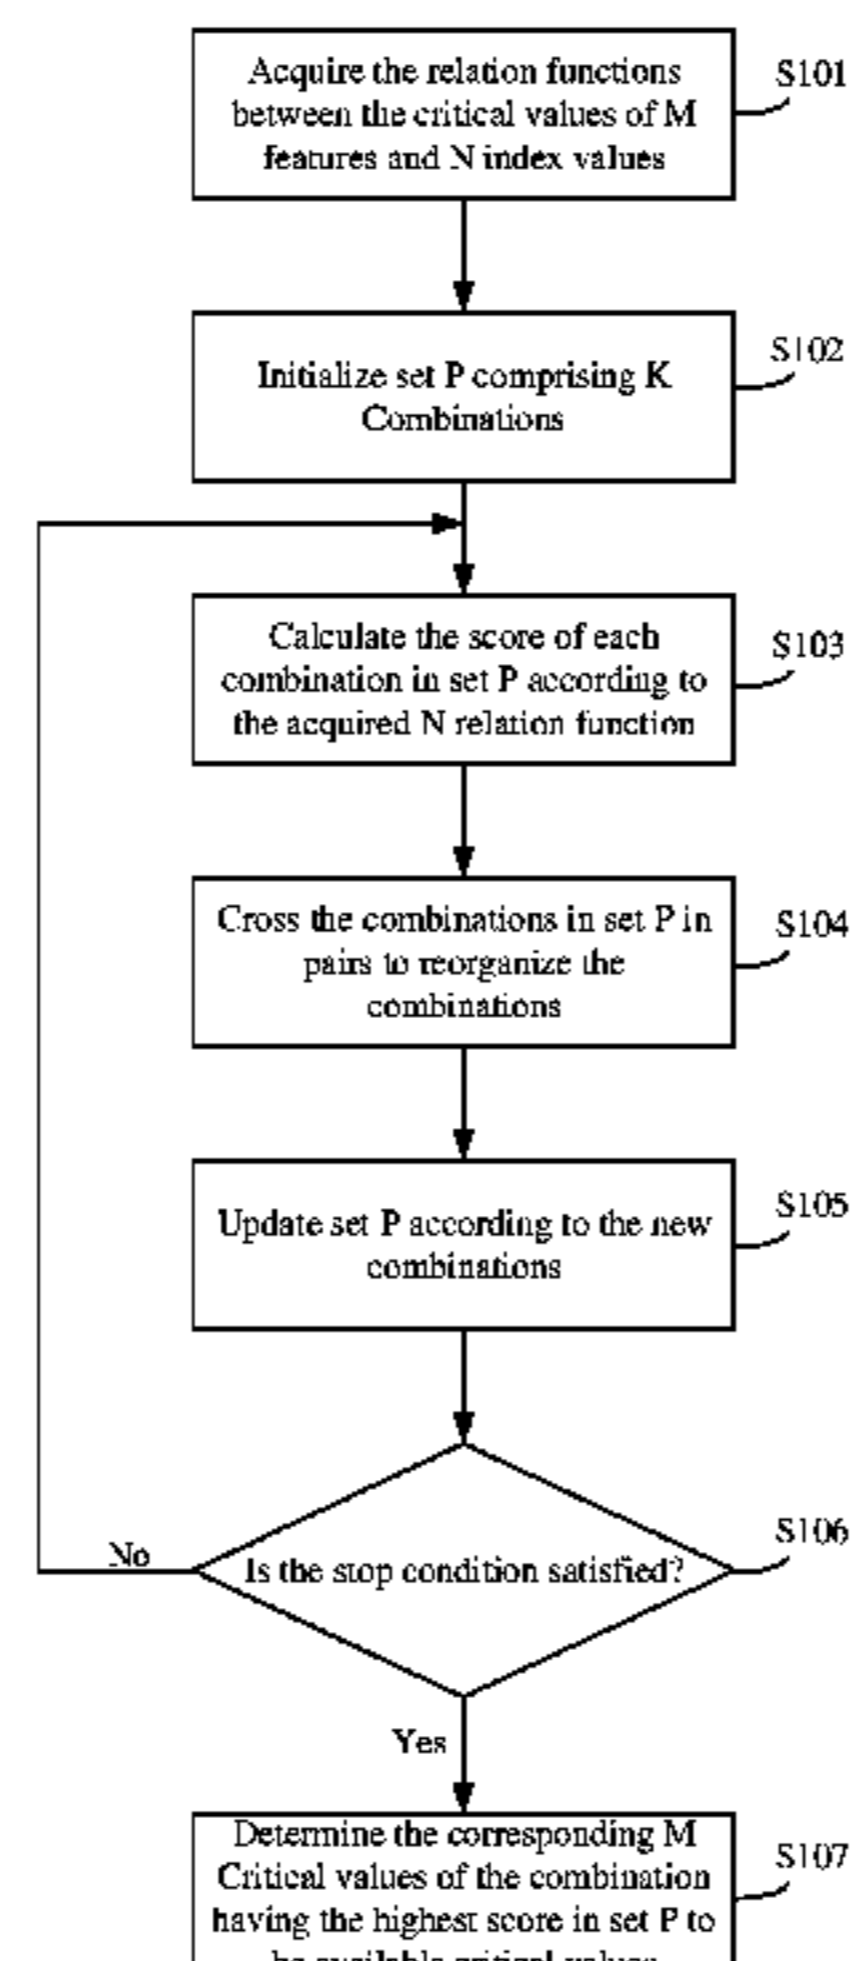 Acquire the relation functions
between the critical values of M
features and N index values
S101
Initialize set P comprising K
Combinations
S102
Calculate the score of each
combination in set P according to
the acquired N relation function
S103
Cross the combinations in set P in
pairs to reorganize the
combinations
S104
Update set P according to the new
combinations
S105
Is the stop condition satisfied?
S106
No
Yes
Determine the corresponding M
Critical values of the combination
having the highest score in set P to
be available critical values
S107